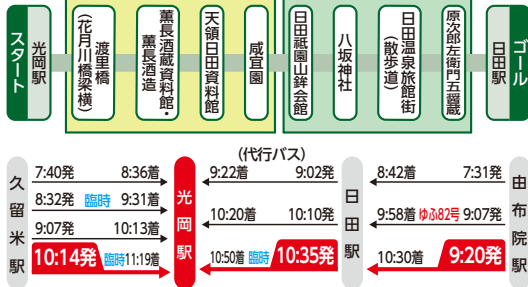 スタート
光岡駅
渡里橋
(花月川橋梁横)
薫長酒蔵資料館・
薫長酒造
天領日田資料館
咸宜園
日田祇園山鉾会館
八坂神社
日田温泉旅館街
(散歩道)
原次郎左衛門五醤蔵
ゴール
日田駅
(代行バス)
久留米駅
7:40発 8:36着
8:32発 臨時 9:31着
9:07発 10:13着
10:14発 臨時11:19着
光岡駅
9:22着 9:02発
10:20着 10:10発
10:50着 臨時 10:35発
日田駅
8:42着 7:31発
9:58着 ゆふ82号 9:07発
10:30着 9:20発
由布院駅